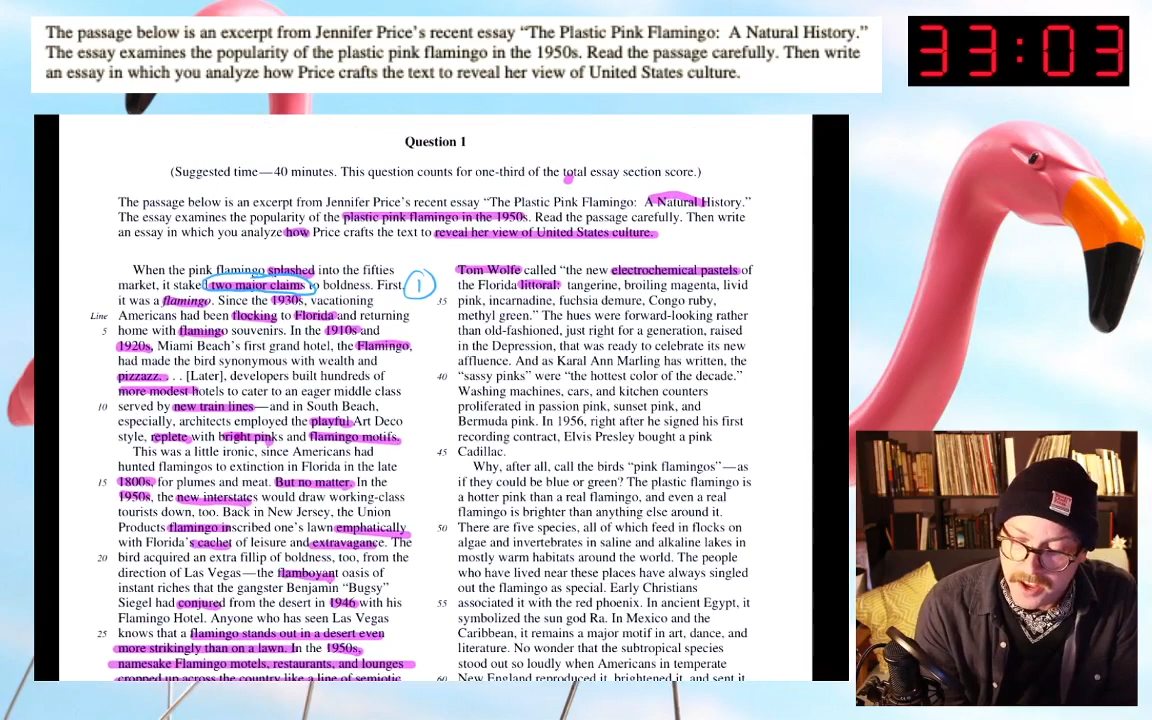 The passage below is an excerpt from Jennifer Price's recent essay “The Plastic Pink Flamingo: A Natural History.”
The essay examines the popularity of the plastic pink flamingo in the 1950s. Read the passage carefully. Then write
an essay in which you analyze how Price crafts the text to reveal her view of United States culture.
33:03
Question 1
(Suggested time—40 minutes. This question counts for one-third of the total essay section score.)
The passage below is an excerpt from Jennifer Price's recent essay “The Plastic Pink Flamingo: A Natural History.”
The essay examines the popularity of the plastic pink flamingo in the 1950s. Read the passage carefully. Then write
an essay in which you analyze how Price crafts the text to reveal her view of United States culture.
When the pink flamingo splashed into the fifties
market, it staked two major claims to boldness. First,
it was a flamingo. Since the 1930s, vacationing
Line Americans had been flocking to Florida and returning
5 home with flamingo souvenirs. In the 1910s and
1920s, Miami Beach's first grand hotel, the Flamingo,
had made the bird synonymous with wealth and
pizzazz. . . . [Later], developers built hundreds of
more modest hotels to cater to an eager middle class
10 served by new train lines—and in South Beach,
especially, architects employed the playful Art Deco
style, replete with bright pinks and flamingo motifs.
This was a little ironic, since Americans had
hunted flamingos to extinction in Florida in the late
15 1800s, for plumes and meat. But no matter. In the
1950s, the new interstates would draw working-class
tourists down, too. Back in New Jersey, the Union
Products flamingo inscribed one's lawn emphatically
with Florida's cachet of leisure and extravagance. The
20 bird acquired an extra fillip of boldness, too, from the
direction of Las Vegas—the flamboyant oasis of
instant riches that the gangster Benjamin “Bugsy”
Siegel had conjured from the desert in 1946 with his
Flamingo Hotel. Anyone who has seen Las Vegas
25 knows that a flamingo stands out in a desert even
more strikingly than on a lawn. In the 1950s,
namesake Flamingo motels, restaurants, and lounges
cropped up across the country like a line of semiotic
1
Tom Wolfe called “the new electrochemical pastels of
the Florida littoral: tangerine, broiling magenta, livid
35 pink, incarnadine, fuchsia demure, Congo ruby,
methyl green.” The hues were forward-looking rather
than old-fashioned, just right for a generation, raised
in the Depression, that was ready to celebrate its new
affluence. And as Karal Ann Marling has written, the
40 “sassy pinks” were “the hottest color of the decade.”
Washing machines, cars, and kitchen counters
proliferated in passion pink, sunset pink, and
Bermuda pink. In 1956, right after he signed his first
recording contract, Elvis Presley bought a pink
45 Cadillac.
Why, after all, call the birds “pink flamingos”—as
if they could be blue or green? The plastic flamingo is
a hotter pink than a real flamingo, and even a real
flamingo is brighter than anything else around it.
50 There are five species, all of which feed in flocks on
algae and invertebrates in saline and alkaline lakes in
mostly warm habitats around the world. The people
who have lived near these places have always singled
out the flamingo as special. Early Christians
55 associated it with the red phoenix. In ancient Egypt, it
symbolized the sun god Ra. In Mexico and the
Caribbean, it remains a major motif in art, dance, and
literature. No wonder that the subtropical species
stood out so loudly when Americans in temperate
60 New England reproduced it, brightened it, and sent it